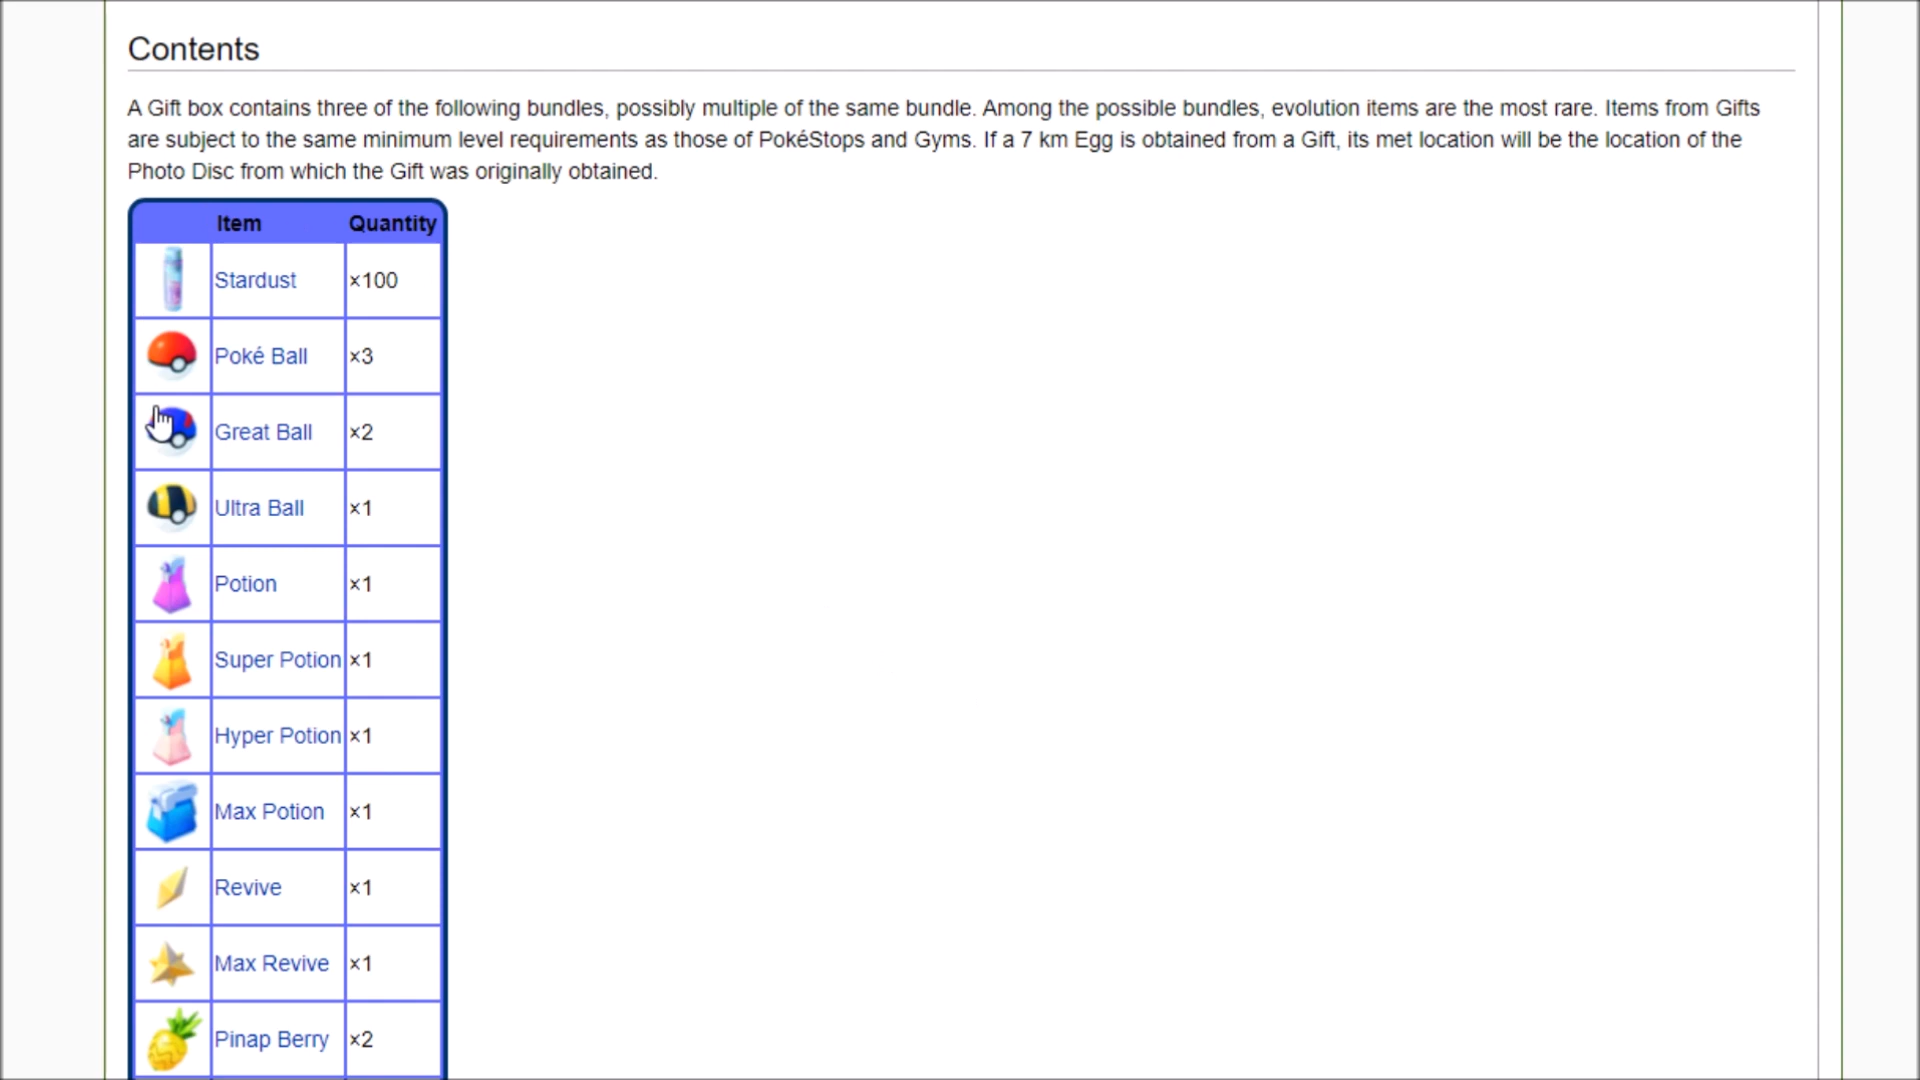 Contents
A Gift box contains three of the following bundles, possibly multiple of the same bundle. Among the possible bundles, evolution items are the most rare. Items from Gifts
are subject to the same minimum level requirements as those of PokéStops and Gyms. If a 7 km Egg is obtained from a Gift, its met location will be the location of the
Photo Disc from which the Gift was originally obtained.
Item Quantity
Stardust ×100
Poké Ball ×3
Great Ball ×2
Ultra Ball ×1
Potion ×1
Super Potion ×1
Hyper Potion ×1
Max Potion ×1
Revive ×1
Max Revive ×1
Pinap Berry ×2